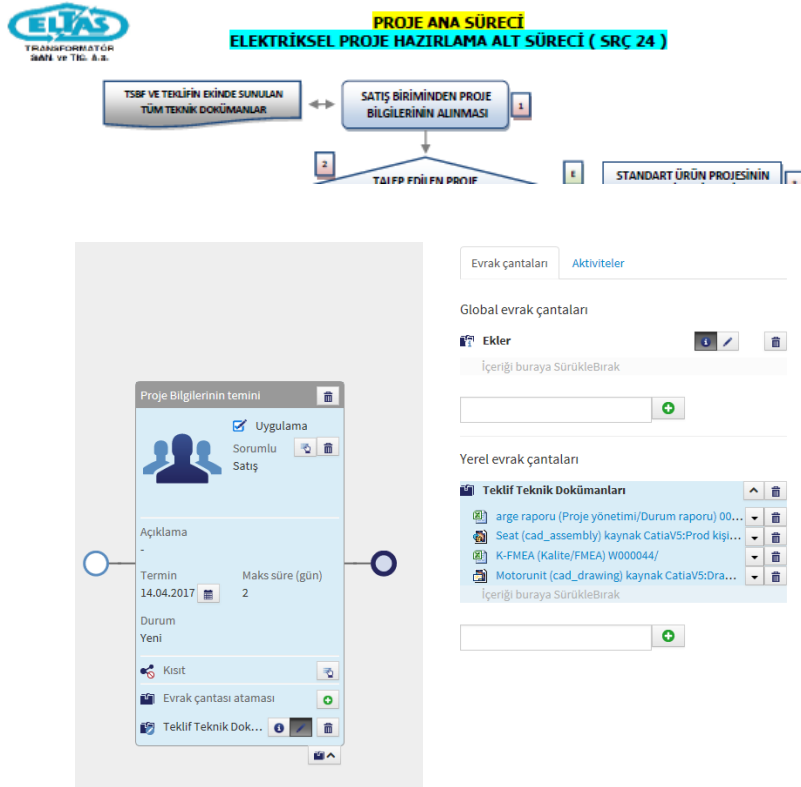 ELTAŞ
TRANSFORMATÖR
SAN. ve TİC. A.Ş.
PROJE ANA SÜRECİ
ELEKTRİKSEL PROJE HAZIRLAMA ALT SÜRECİ ( SRÇ 24 )
TSBF VE TEKLİFİN EKİNDE SUNULAN
TÜM TEKNİK DOKÜMANLAR
SATIŞ BİRİMİNDEN PROJE
BİLGİLERİNİN ALINMASI
1
2
TALEP EDİLEN PROJE
E
STANDART ÜRÜN PROJESİNİN
Proje Bilgilerinin temini
Uygulama
Sorumlu
Satış
Açıklama
-
Termin
Maks süre (gün)
14.04.2017
2
Durum
Yeni
Kısıt
Evrak çantası ataması
Teklif Teknik Dok...
Evrak çantaları
Aktiviteler
Global evrak çantaları
Ekler
İçeriği buraya SürükleBırak
Yerel evrak çantaları
Teklif Teknik Dokümanları
arge raporu (Proje yönetimi/Durum raporu) 00...
Seat (cad_assembly) kaynak CatiaV5:Prod kişi...
K-FMEA (Kalite/FMEA) W000044/
Motorunit (cad_drawing) kaynak CatiaV5:Dra...
İçeriği buraya SürükleBırak